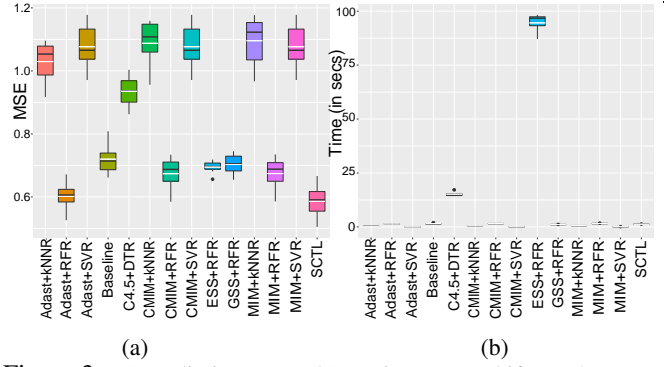 1.2
1.0
0.8
0.6
MSE
Adast+kNNR
Adast+RFR
Adast+SVR
Baseline
C4.5+DTR
CMIM+kNNR
CMIM+RFR
CMIM+SVR
ESS+RFR
GSS+RFR
MIM+kNNR
MIM+RFR
MIM+SVR
SCTL
(a)
100
75
50
25
0
Time (in secs)
Adast+kNNR
Adast+RFR
Adast+SVR
Baseline
C4.5+DTR
CMIM+kNNR
CMIM+RFR
CMIM+SVR
ESS+RFR
GSS+RFR
MIM+kNNR
MIM+RFR
MIM+SVR
SCTL
(b)